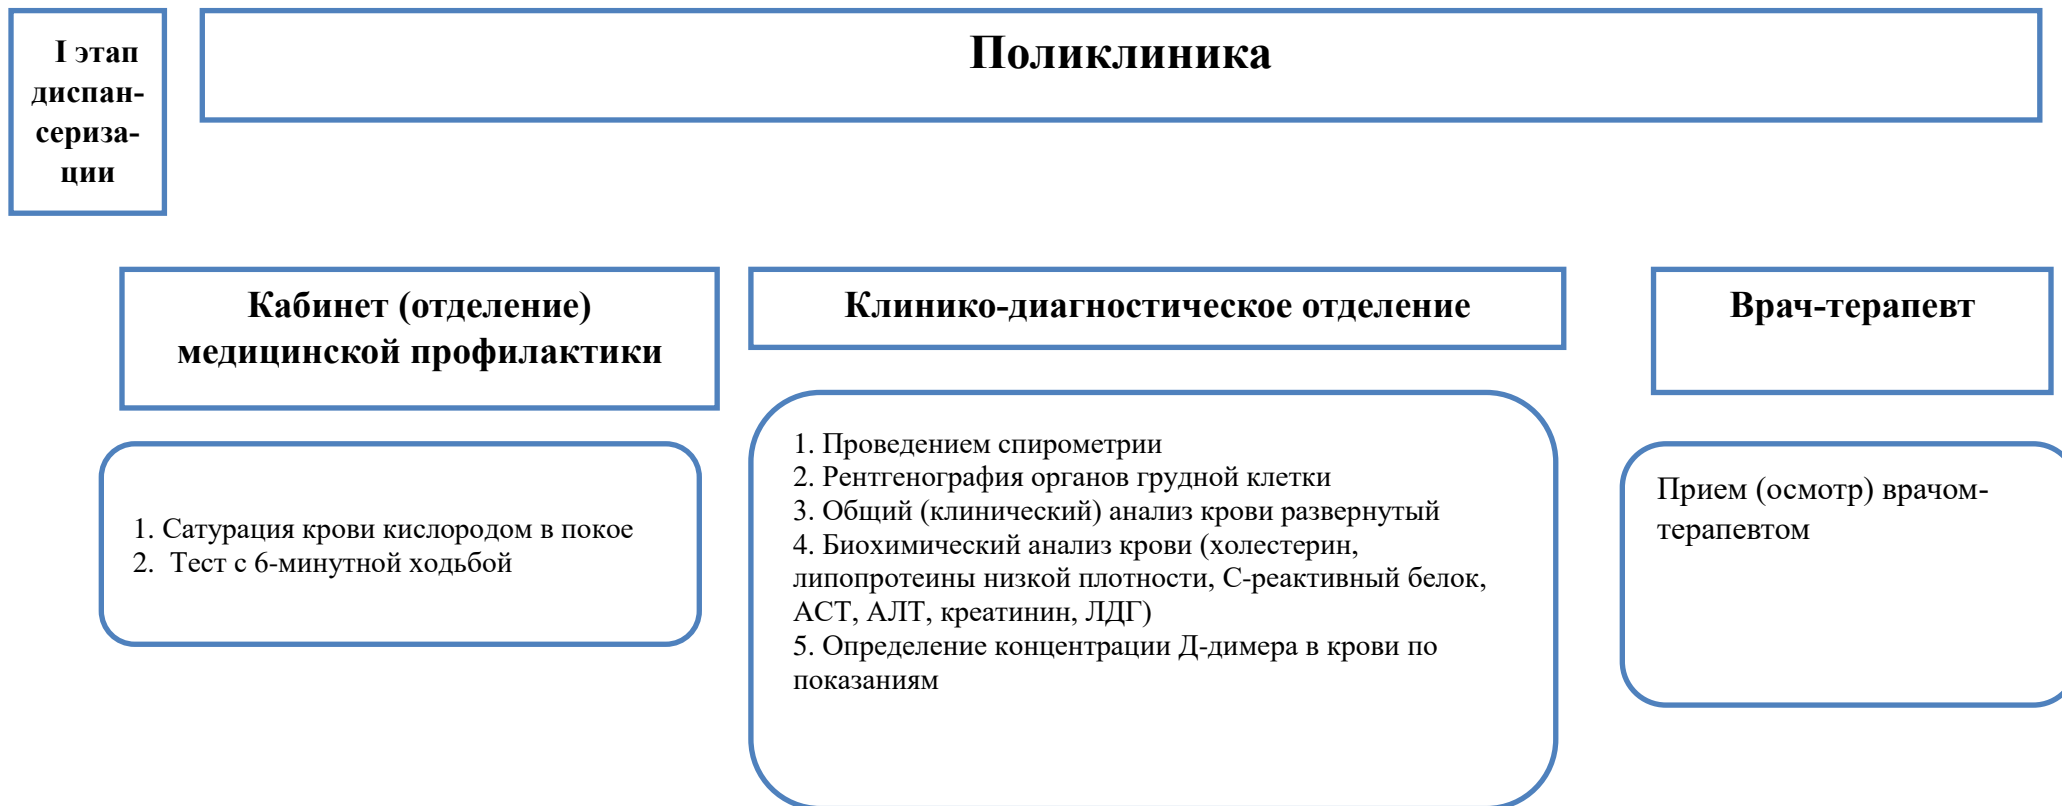 I этап
диспан-
сериза-
ции
Поликлиника
Кабинет (отделение)
медицинской профилактики
1. Сатурация крови кислородом в покое
2. Тест с 6-минутной ходьбой
Клинико-диагностическое отделение
1. Проведением спирометрии
2. Рентгенография органов грудной клетки
3. Общий (клинический) анализ крови развернутый
4. Биохимический анализ крови (холестерин,
липопротеины низкой плотности, С-реактивный белок,
АСТ, АЛТ, креатинин, ЛДГ)
5. Определение концентрации Д-димера в крови по
показаниям
Врач-терапевт
Прием (осмотр) врачом-
терапевтом